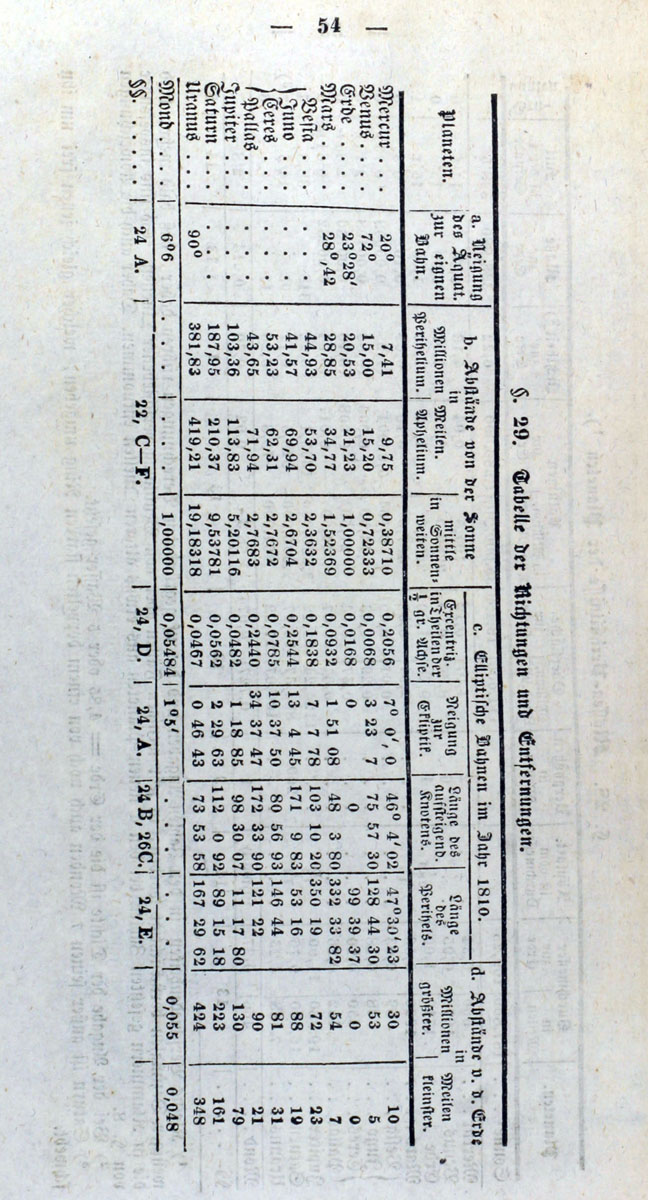 — 54 —
§. 29. Tabelle der Richtungen und Entfernungen.
Planeten. | a. Neigung des Äquat. zur eignen Bahn. | b. Abstände von der Sonne in Millionen Meilen. Perihelium. | Aphelium. | mittle in Sonnen-weiten. | c. Elliptische Bahnen im Jahr 1810. Excentriz. in Theilen der ½ gr. Achse. | Neigung zur Ekliptik. | Länge des aufsteigend. Knotens. | Länge des Perihels. | d. Abstände v. d. Erde in Millionen Meilen größter. | kleinster.
Mercur . . . | 20° | 7,41 | 9,75 | 0,38710 | 0,2056 | 7° 0′, 0 | 46° 4′ 02 | 47° 30′ 23 | 30 | 10
Venus . . . | 72° | 15,00 | 15,20 | 0,72333 | 0,0068 | 3 23 7 | 75 57 30 | 128 44 30 | 53 | 5
Erde . . . . | 23°28′ | 20,53 | 21,23 | 1,00000 | 0,0168 | 0 | 0 | 99 39 37 | 0 | 0
Mars . . . . | 28°,42 | 28,85 | 34,77 | 1,52369 | 0,0932 | 1 51 08 | 48 3 80 | 332 33 82 | 54 | 7
Vesta . . . | . . . | 44,93 | 53,70 | 2,3632 | 0,1838 | 7 7 78 | 103 10 20 | 350 19 | 72 | 23
Juno . . . | . . . | 41,57 | 69,94 | 2,6704 | 0,2544 | 13 4 45 | 171 9 83 | 53 16 | 88 | 19
Ceres . . . | . . . | 53,23 | 62,31 | 2,7672 | 0,0785 | 10 37 50 | 80 56 93 | 146 44 | 81 | 31
Pallas . . . | . . . | 43,65 | 71,94 | 2,7683 | 0,2440 | 34 37 47 | 172 33 90 | 121 22 | 90 | 21
Jupiter . . . | . . . | 103,36 | 113,83 | 5,20116 | 0,0482 | 1 18 85 | 98 30 07 | 11 17 80 | 130 | 79
Saturn . . . | . . . | 187,95 | 210,37 | 9,53781 | 0,0562 | 2 29 63 | 112 0 92 | 89 15 18 | 223 | 161
Uranus . . . | 90° | 381,83 | 419,21 | 19,18318 | 0,0467 | 0 46 43 | 73 53 58 | 167 29 62 | 424 | 348
Mond . . . . | 6°6 | . . . | . . . | 1,00000 | 0,05484 | 1°5′ | . . . | . . . | 0,055 | 0,048
§§. . . . . . | 24 A. | 22, C—F. | 24, D. | 24, A. | 24 B, 26C. | 24, E.